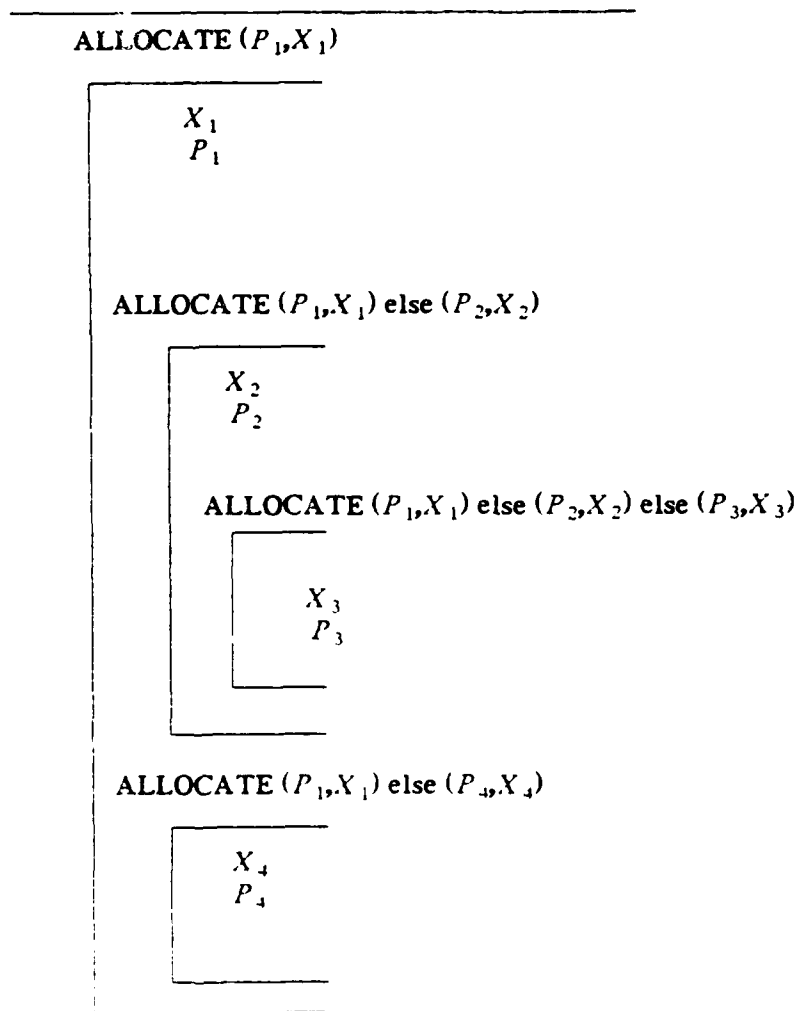 ALLOCATE (P₁,X₁)
X₁
P₁
ALLOCATE (P₁,X₁) else (P₂,X₂)
X₂
P₂
ALLOCATE (P₁,X₁) else (P₂,X₂) else (P₃,X₃)
X₃
P₃
ALLOCATE (P₁,X₁) else (P₄,X₄)
X₄
P₄